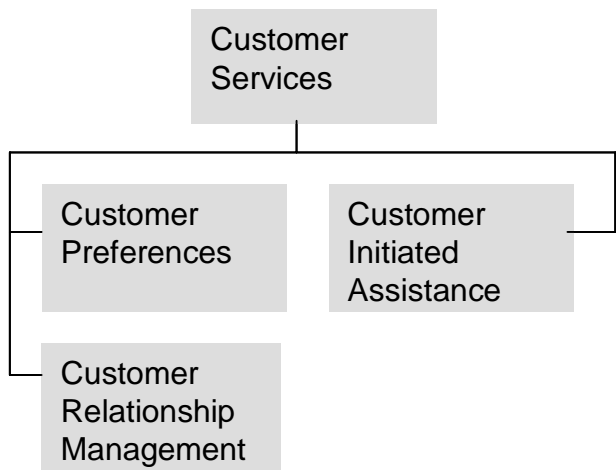 Customer
Services
Customer
Preferences
Customer
Initiated
Assistance
Customer
Relationship
Management